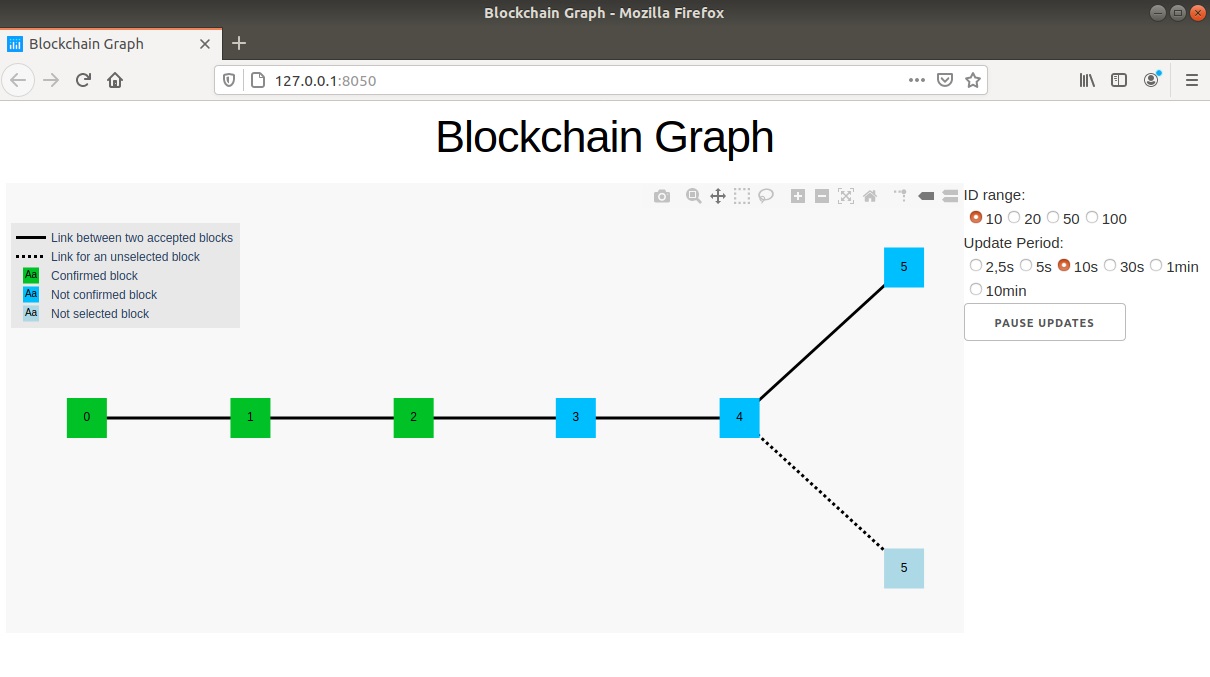 Blockchain Graph - Mozilla Firefox
Blockchain Graph
127.0.0.1:8050
Blockchain Graph
ID range:
10 20 50 100
Update Period:
2,5s 5s 10s 30s 1min
10min
PAUSE UPDATES
Link between two accepted blocks
Link for an unselected block
Aa Confirmed block
Aa Not confirmed block
Aa Not selected block
5
0 1 2 3 4
5